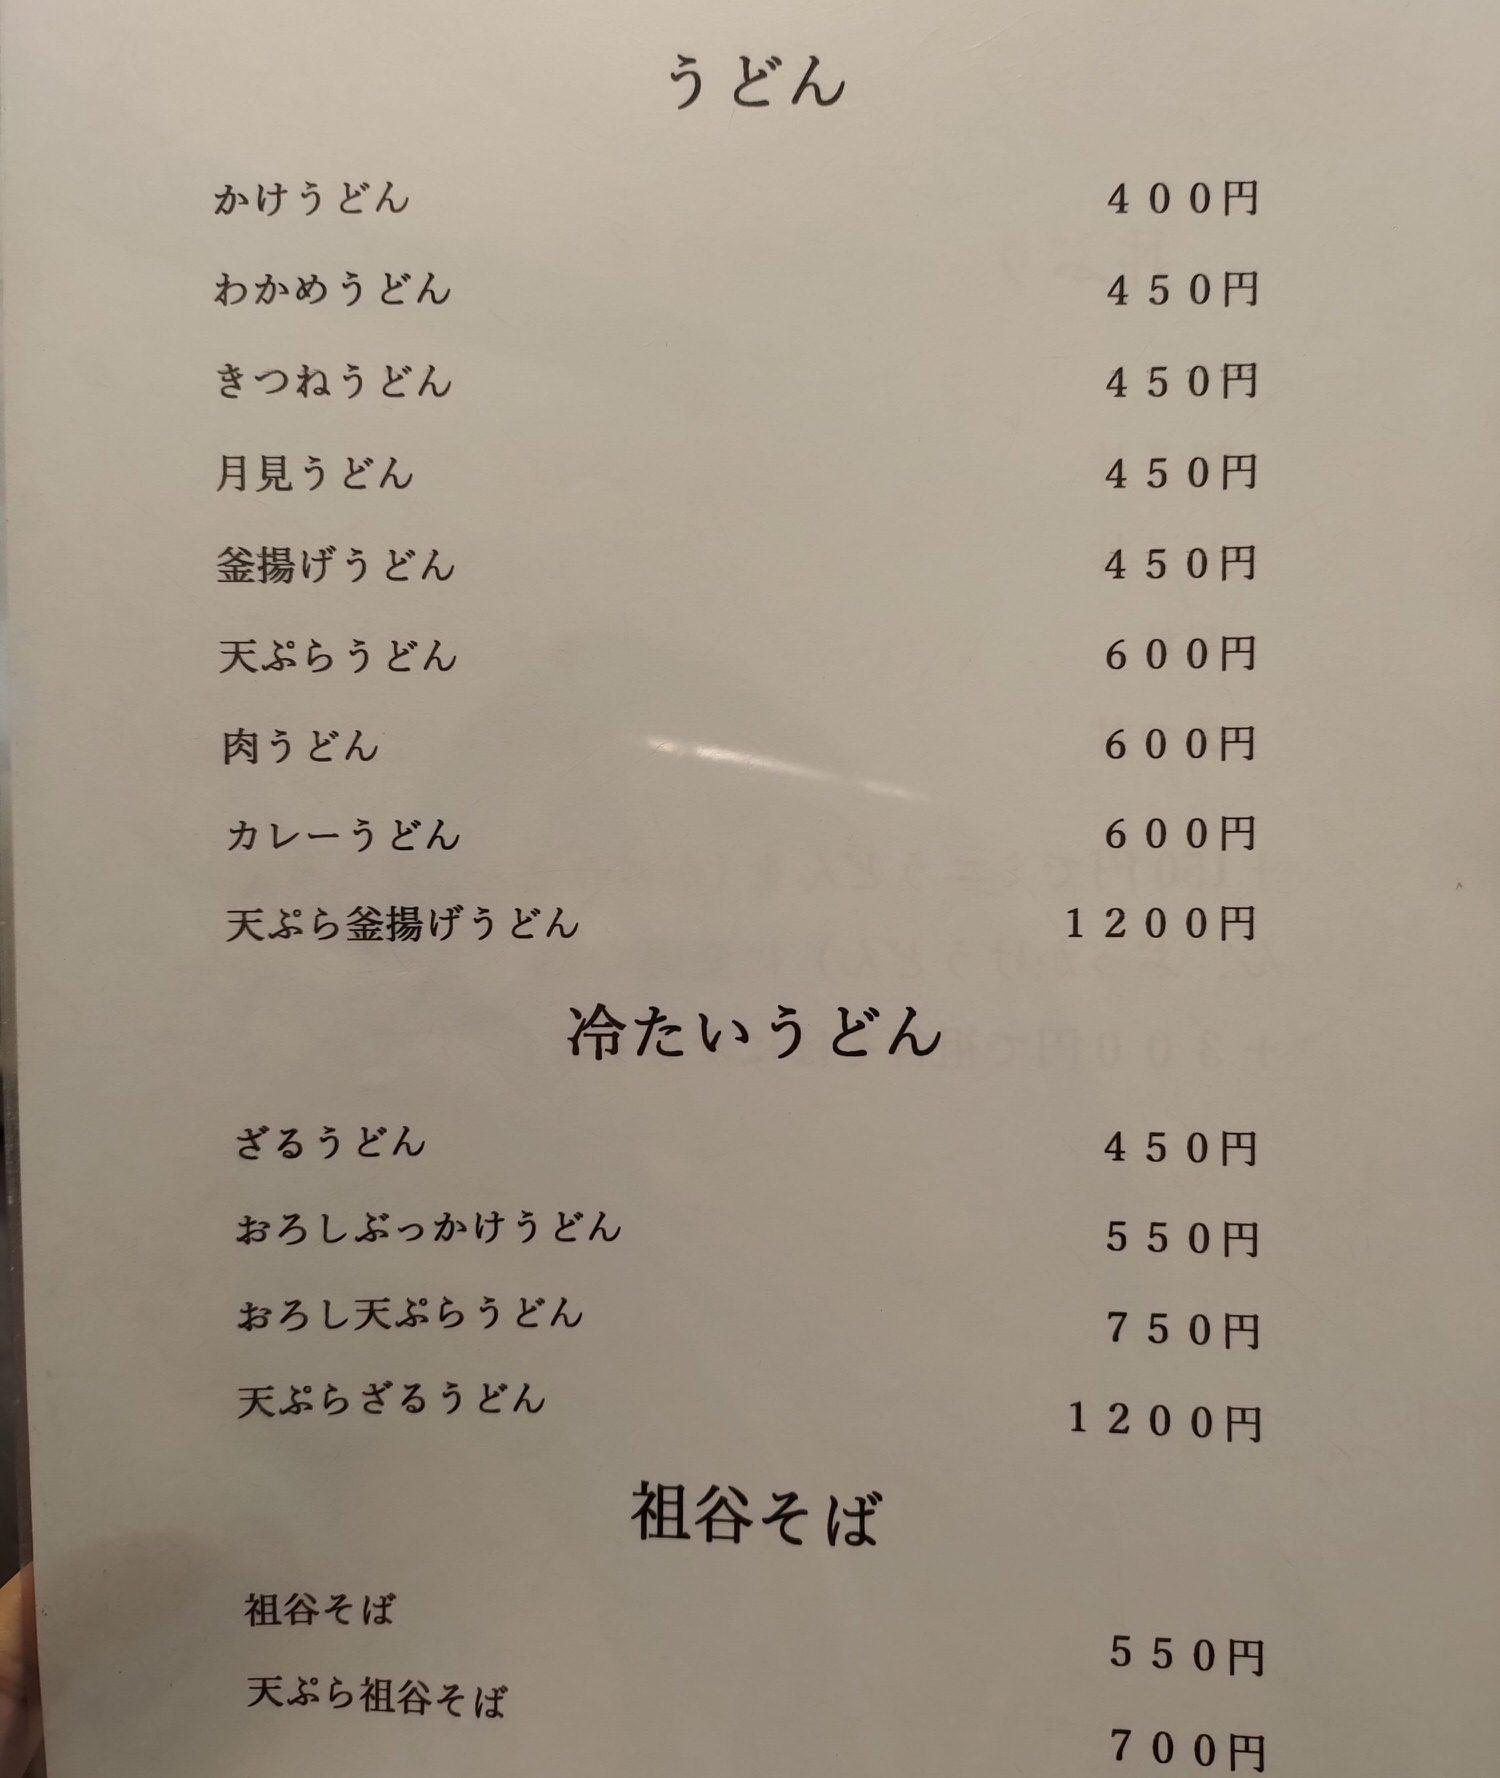 うどん
かけうどん ４００円
わかめうどん ４５０円
きつねうどん ４５０円
月見うどん ４５０円
釜揚げうどん ４５０円
天ぷらうどん ６００円
肉うどん ６００円
カレーうどん ６００円
天ぷら釜揚げうどん １２００円
冷たいうどん
ざるうどん ４５０円
おろしぶっかけうどん ５５０円
おろし天ぷらうどん ７５０円
天ぷらざるうどん １２００円
祖谷そば
祖谷そば ５５０円
天ぷら祖谷そば ７００円